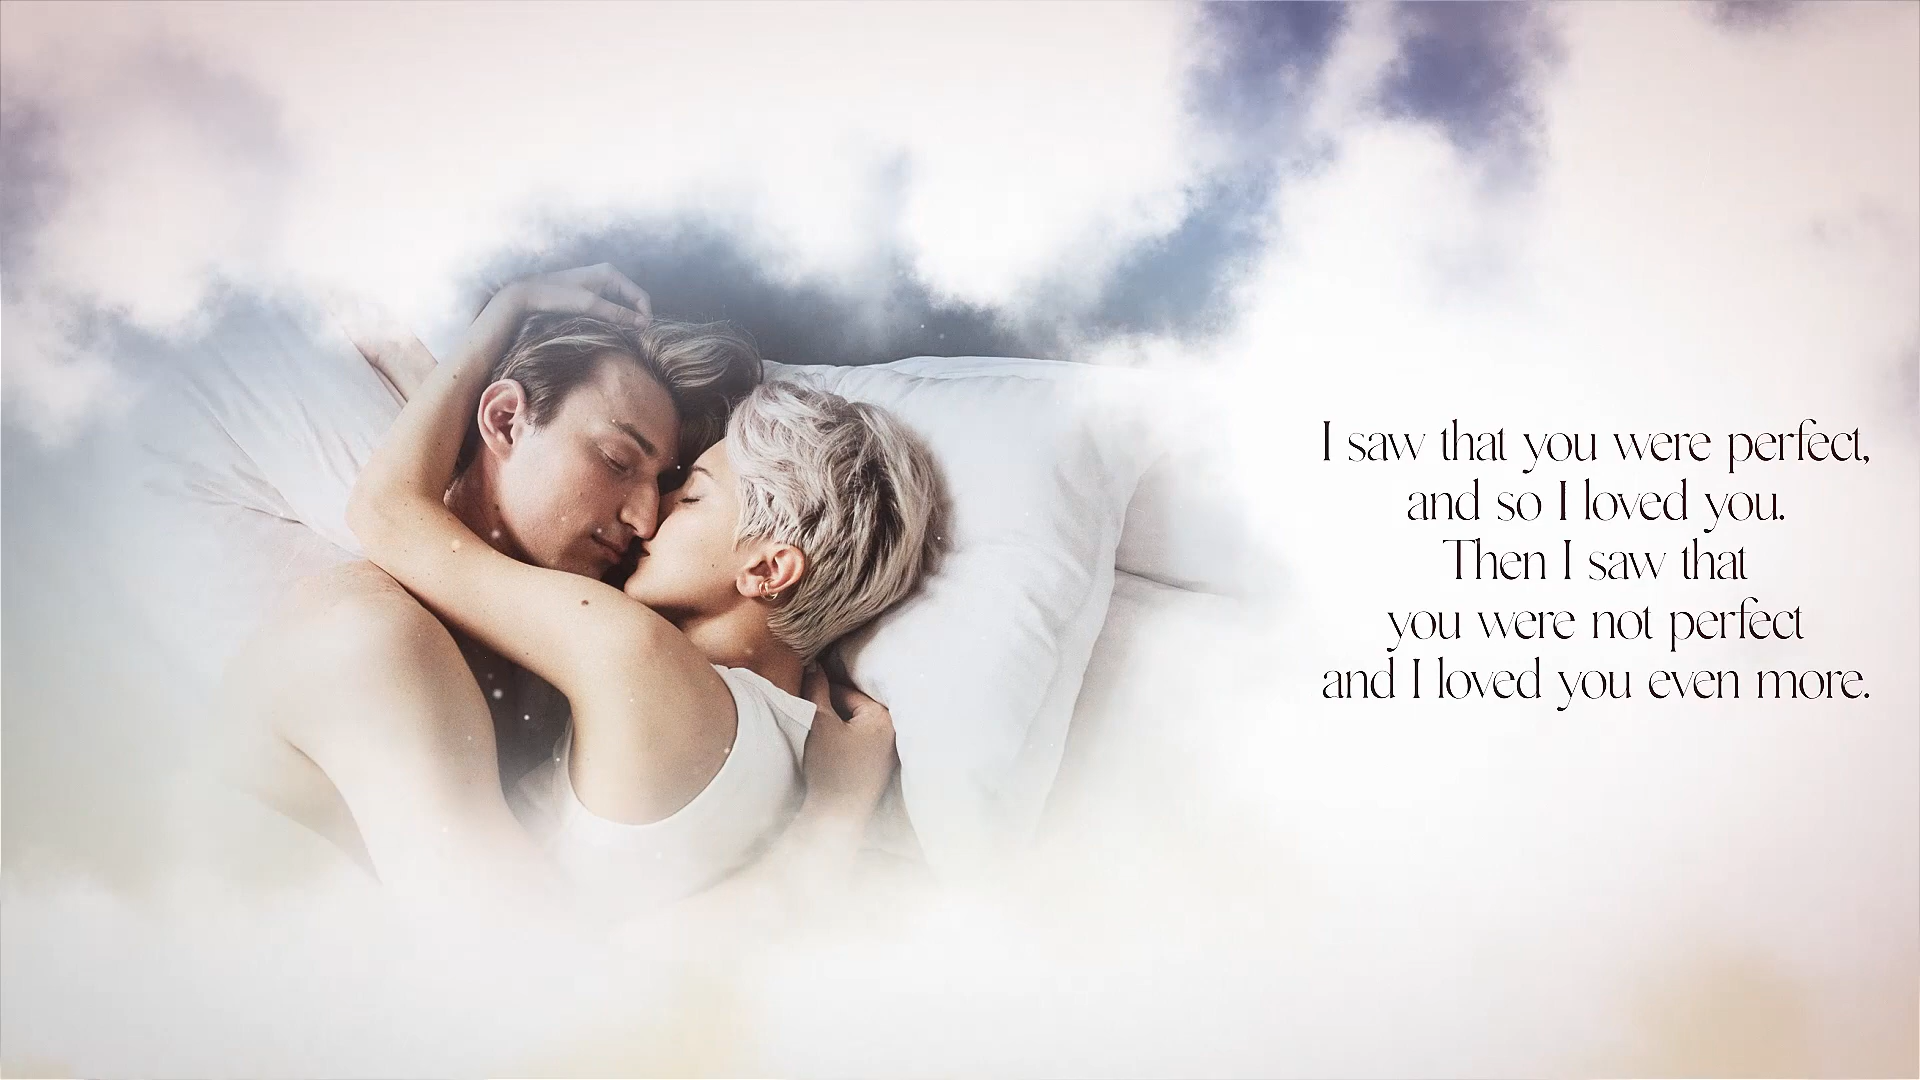 I saw that you were perfect,
and so I loved you.
Then I saw that
you were not perfect
and I loved you even more.